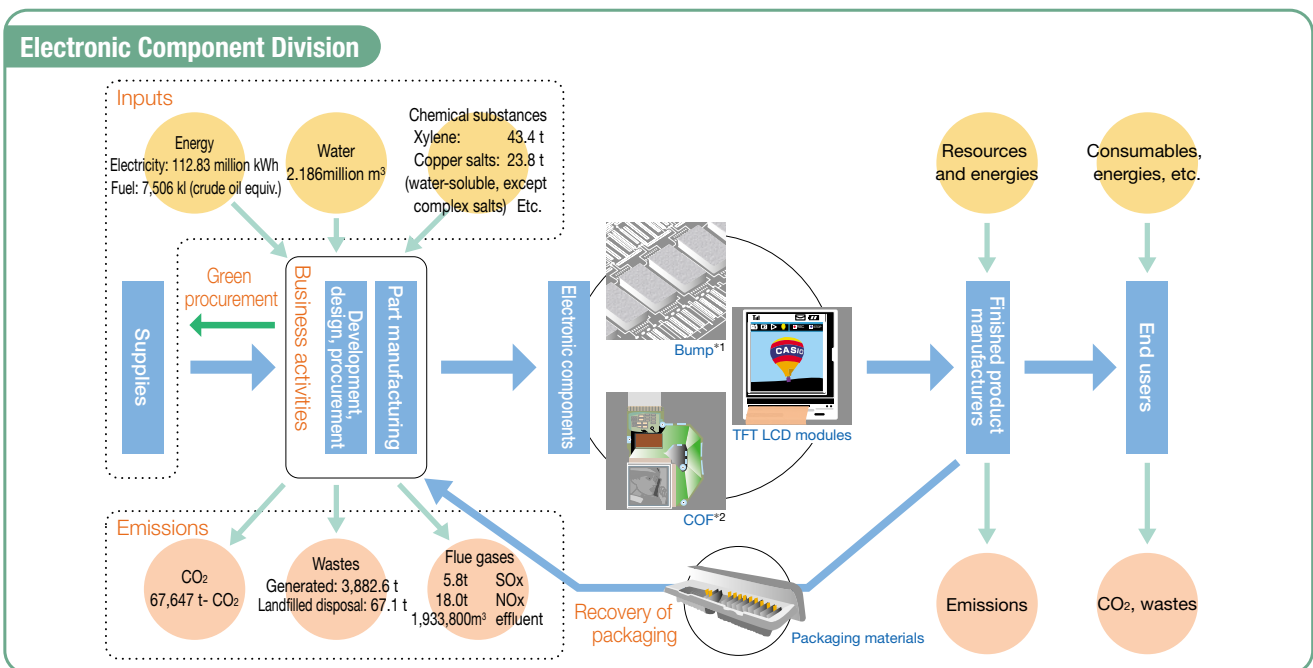 Electronic Component Division
Inputs
Energy
Electricity: 112.83 million kWh
Fuel: 7,506 kl (crude oil equiv.)
Water
2.186million m³
Chemical substances
Xylene: 43.4 t
Copper salts: 23.8 t
(water-soluble, except
complex salts) Etc.
Resources
and energies
Consumables,
energies, etc.
Green
procurement
Supplies
Business activities
Development,
design, procurement
Part manufacturing
Electronic components
Bump*1
CASIO
TFT LCD modules
COF*2
Finished product
manufacturers
End users
Emissions
CO₂
67,647 t- CO₂
Wastes
Generated: 3,882.6 t
Landfilled disposal: 67.1 t
Flue gases
5.8t SOx
18.0t NOx
1,933,800m³ effluent
Recovery of
packaging
Packaging materials
Emissions
CO₂, wastes